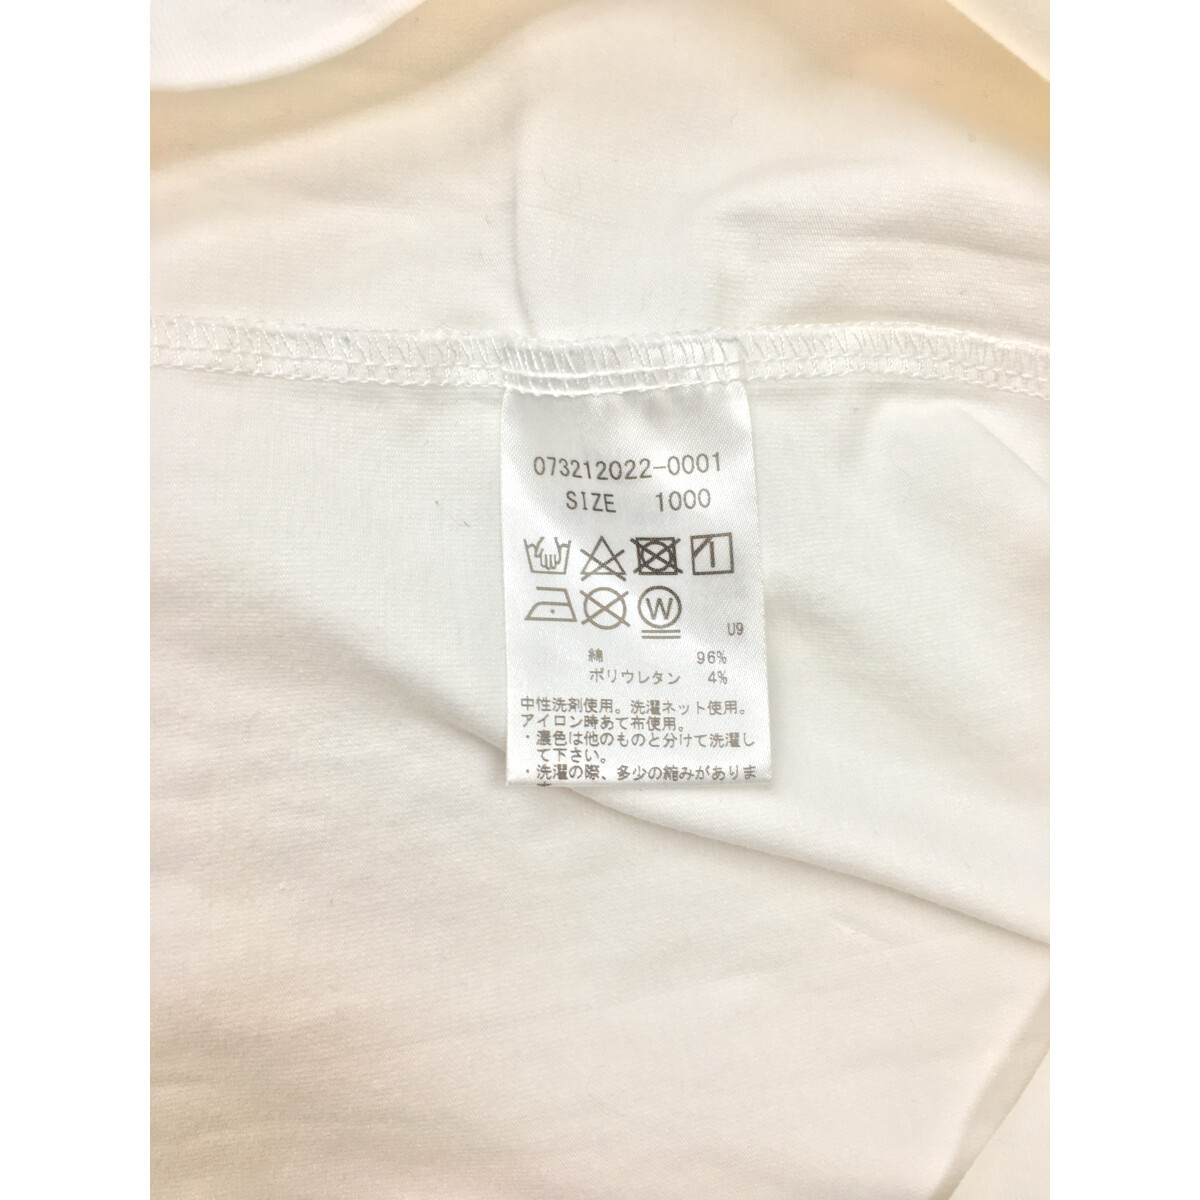 073212022-0001
SIZE 1000
W
U9
綿 96%
ポリウレタン 4%
中性洗剤使用。洗濯ネット使用。
アイロン時あて布使用。
・濃色は他のものと分けて洗濯し
て下さい。
・洗濯の際、多少の縮みがありま